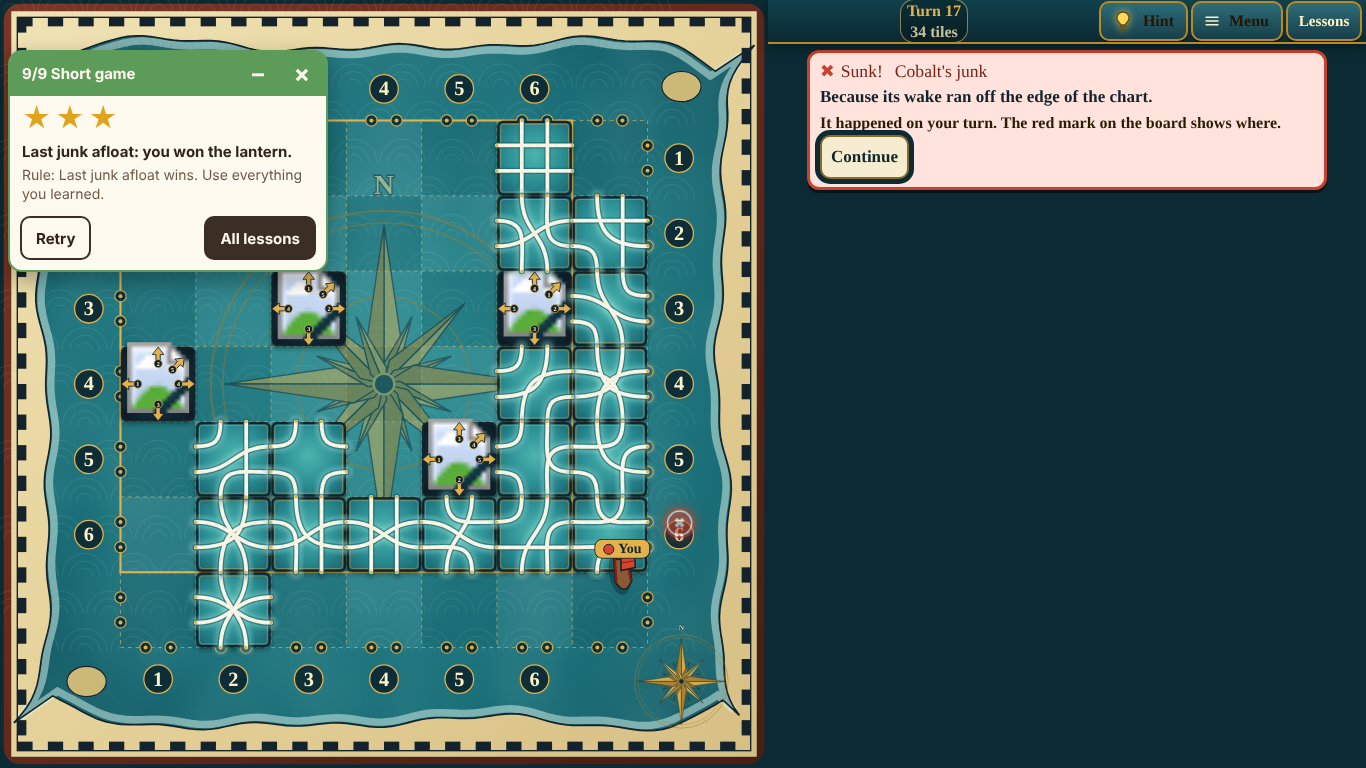 Turn 17
34 tiles
Hint
Menu
Lessons
9/9 Short game
Last junk afloat: you won the lantern.
Rule: Last junk afloat wins. Use everything
you learned.
Retry
All lessons
✖ Sunk! Cobalt's junk
Because its wake ran off the edge of the chart.
It happened on your turn. The red mark on the board shows where.
Continue
4 5 6
1
N
2
3 3
4 4
5 5
6 6
You
N
1 2 3 4 5 6